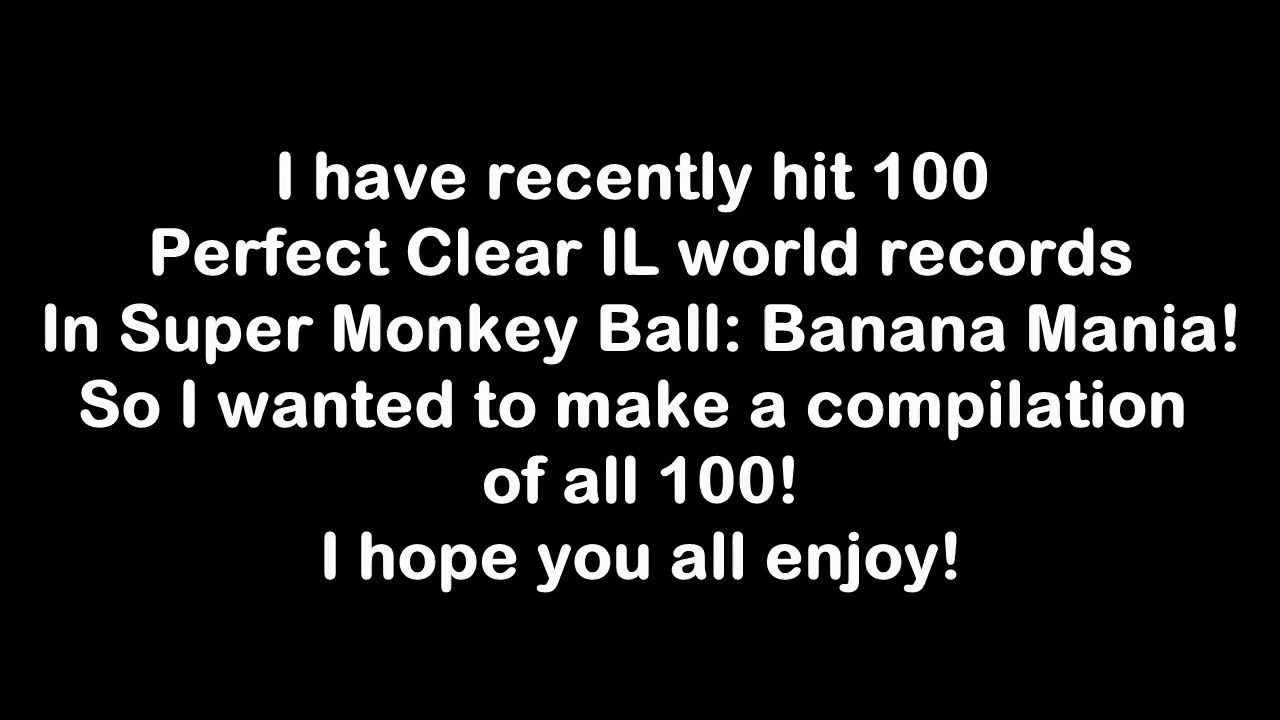 I have recently hit 100
Perfect Clear IL world records
In Super Monkey Ball: Banana Mania!
So I wanted to make a compilation
of all 100!
I hope you all enjoy!